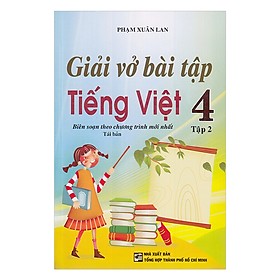 PHẠM XUÂN LAN
Giải vở bài tập
Tiếng Việt 4
Tập 2
Biên soạn theo chương trình mới nhất
Tái bản
NHÀ XUẤT BẢN
TỔNG HỢP THÀNH PHỐ HỒ CHÍ MINH